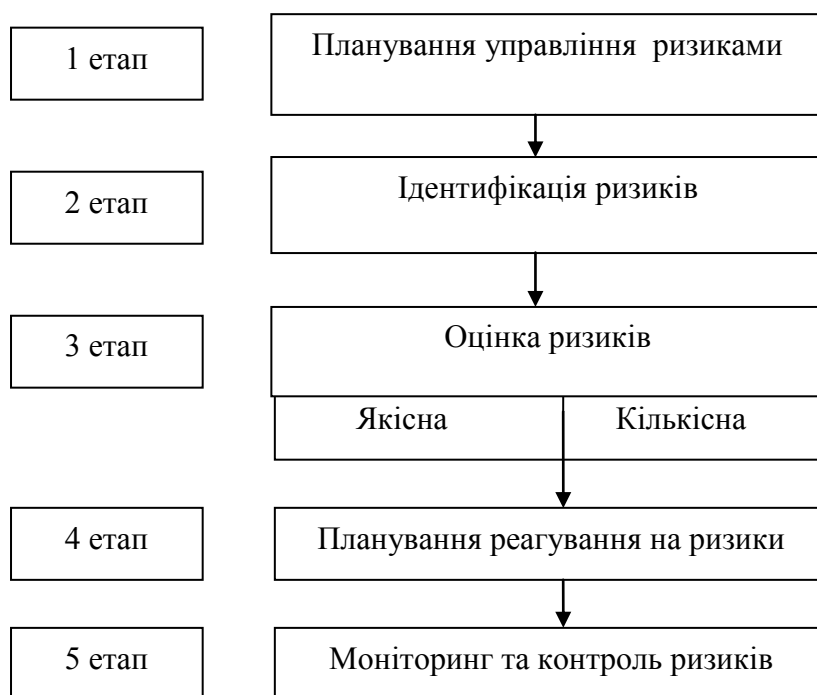 1 етап
Планування управління ризиками
2 етап
Ідентифікація ризиків
3 етап
Оцінка ризиків
Якісна
Кількісна
4 етап
Планування реагування на ризики
5 етап
Моніторинг та контроль ризиків